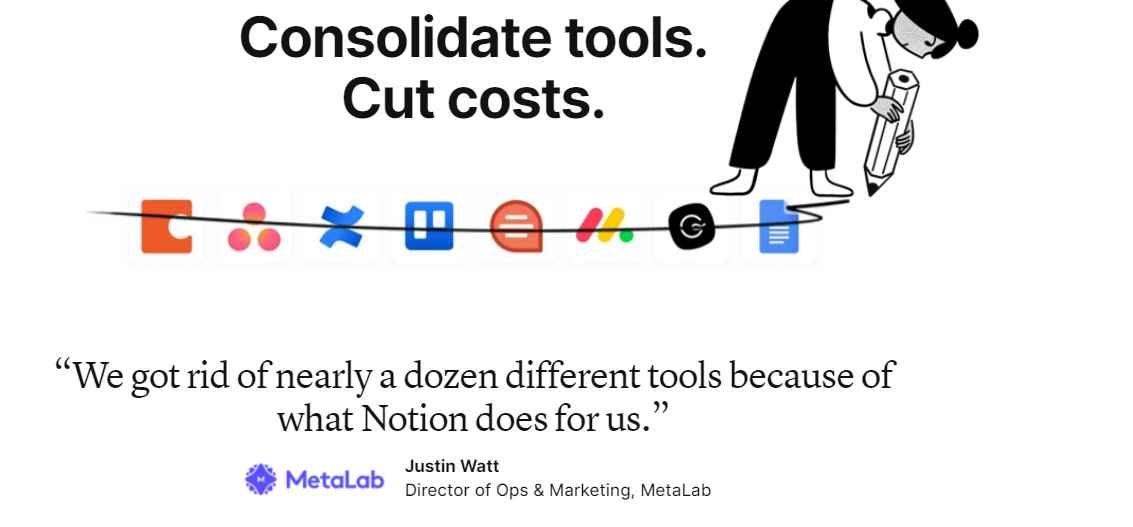 Consolidate tools.
Cut costs.
“We got rid of nearly a dozen different tools because of
what Notion does for us.”
MetaLab
Justin Watt
Director of Ops & Marketing, MetaLab